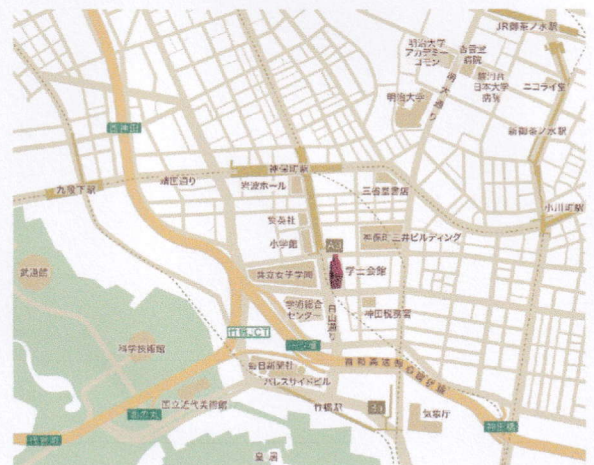 JR御茶ノ水駅
明治大学
アカデミー
コモン
杏雲堂
病院
駿河台
日本大学
病院
ニコライ堂
明治大学
明大通り
新御茶ノ水駅
西神田
神保町駅
九段下駅
靖国通り
岩波ホール
三省堂書店
小川町駅
集英社
小学館
神保町三井ビルディング
武道館
共立女子学園
学士会館
学術総合
センター
白山通り
神田税務署
竹橋JCT
一ツ橋
科学技術館
毎日新聞社
パレスサイドビル
首都高速都心環状線
北の丸
国立近代美術館
竹橋駅
気象庁
神田橋
代官町
皇居